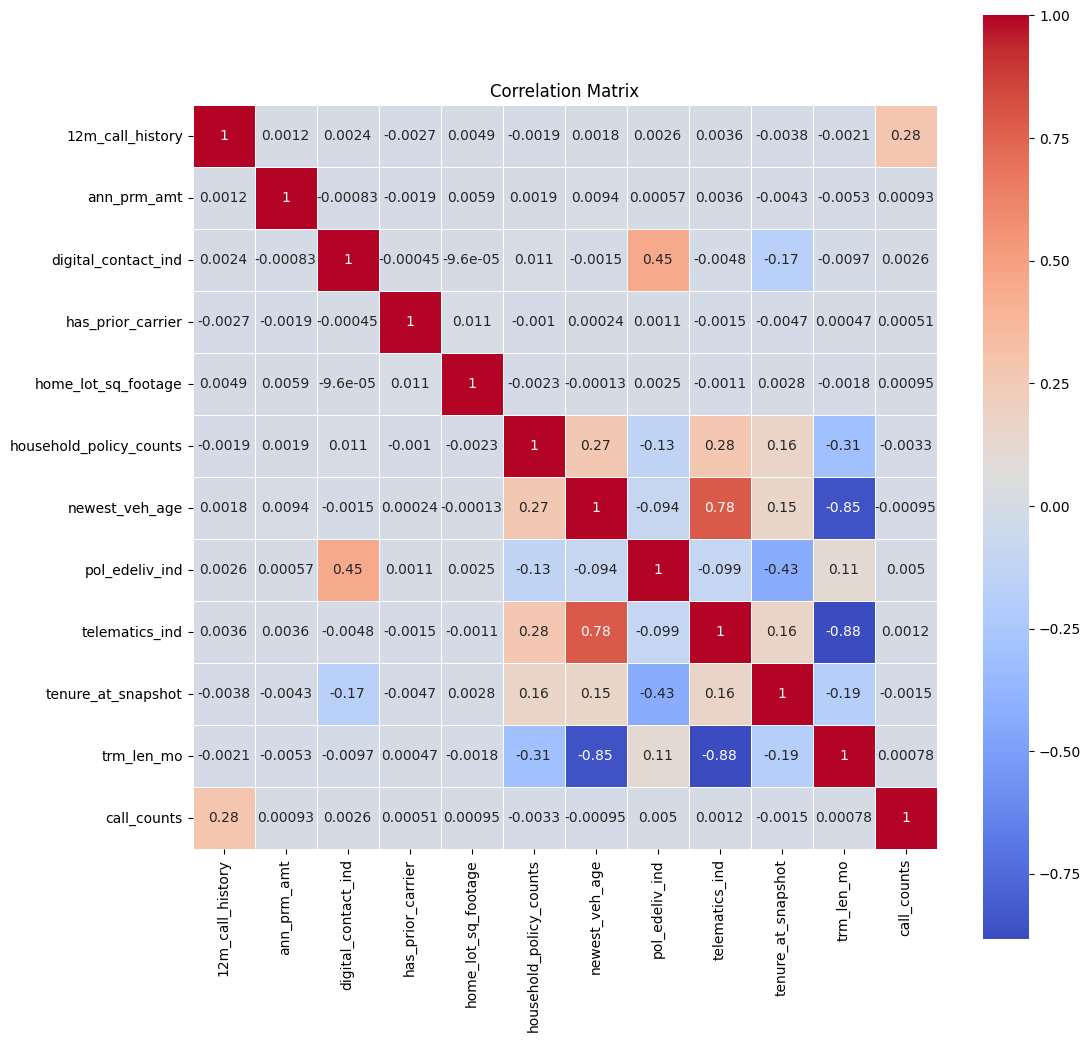 Correlation Matrix
12m_call_history 1 0.0012 0.0024 -0.0027 0.0049 -0.0019 0.0018 0.0026 0.0036 -0.0038 -0.0021 0.28
ann_prm_amt 0.0012 1 -0.00083 -0.0019 0.0059 0.0019 0.0094 0.00057 0.0036 -0.0043 -0.0053 0.00093
digital_contact_ind 0.0024 -0.00083 1 -0.00045 -9.6e-05 0.011 -0.0015 0.45 -0.0048 -0.17 -0.0097 0.0026
has_prior_carrier -0.0027 -0.0019 -0.00045 1 0.011 -0.001 0.00024 0.0011 -0.0015 -0.0047 0.00047 0.00051
home_lot_sq_footage 0.0049 0.0059 -9.6e-05 0.011 1 -0.0023 -0.00013 0.0025 -0.0011 0.0028 -0.0018 0.00095
household_policy_counts -0.0019 0.0019 0.011 -0.001 -0.0023 1 0.27 -0.13 0.28 0.16 -0.31 -0.0033
newest_veh_age 0.0018 0.0094 -0.0015 0.00024 -0.00013 0.27 1 -0.094 0.78 0.15 -0.85 -0.00095
pol_edeliv_ind 0.0026 0.00057 0.45 0.0011 0.0025 -0.13 -0.094 1 -0.099 -0.43 0.11 0.005
telematics_ind 0.0036 0.0036 -0.0048 -0.0015 -0.0011 0.28 0.78 -0.099 1 0.16 -0.88 0.0012
tenure_at_snapshot -0.0038 -0.0043 -0.17 -0.0047 0.0028 0.16 0.15 -0.43 0.16 1 -0.19 -0.0015
trm_len_mo -0.0021 -0.0053 -0.0097 0.00047 -0.0018 -0.31 -0.85 0.11 -0.88 -0.19 1 0.00078
call_counts 0.28 0.00093 0.0026 0.00051 0.00095 -0.0033 -0.00095 0.005 0.0012 -0.0015 0.00078 1
12m_call_history
ann_prm_amt
digital_contact_ind
has_prior_carrier
home_lot_sq_footage
household_policy_counts
newest_veh_age
pol_edeliv_ind
telematics_ind
tenure_at_snapshot
trm_len_mo
call_counts
1.00
0.75
0.50
0.25
0.00
−0.25
−0.50
−0.75